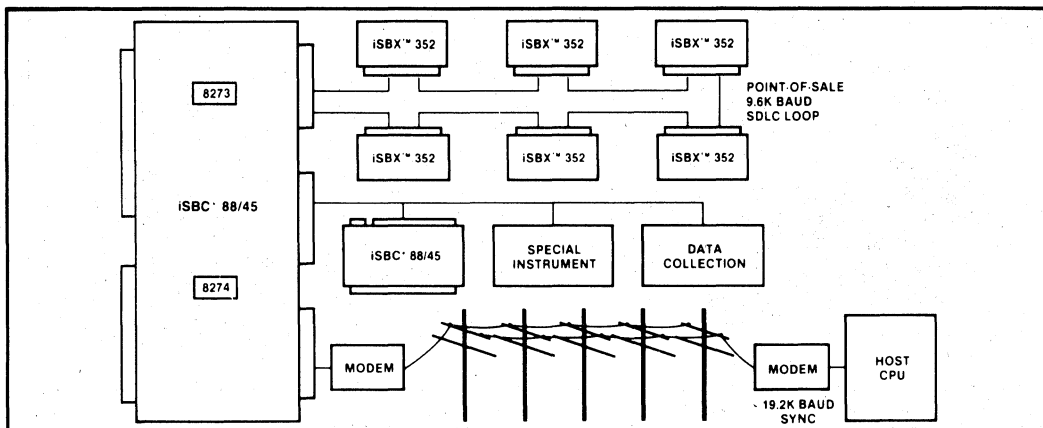 iSBX™ 352
iSBX™ 352
iSBX™ 352
8273
POINT-OF-SALE
9.6K BAUD
SDLC LOOP
iSBX™ 352
iSBX™ 352
iSBX™ 352
iSBC® 88/45
iSBC® 88/45
SPECIAL
INSTRUMENT
DATA
COLLECTION
8274
MODEM
MODEM
HOST
CPU
19.2K BAUD
SYNC